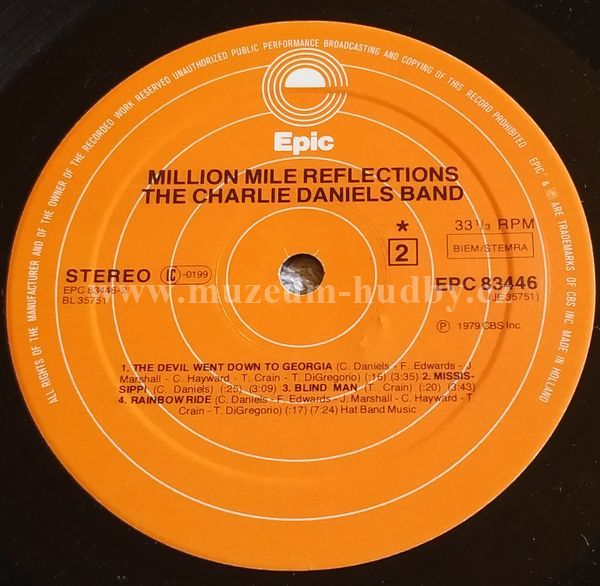 ALL RIGHTS OF THE MANUFACTURER AND OF THE OWNER OF THE RECORDED WORK RESERVED UNAUTHORIZED PUBLIC PERFORMANCE BROADCASTING AND COPYING OF THIS RECORD PROHIBITED EPIC, & ARE TRADEMARKS OF CBS INC. MADE IN HOLLAND
Epic
MILLION MILE REFLECTIONS
THE CHARLIE DANIELS BAND
* 33 1/3 RPM
2 BIEM/STEMRA
STEREO LC-0199 EPC 83446
EPC 83446-2 (JE 35751)
BL 35751
www.muzeum-hudby.cz
℗ 1979 CBS Inc.
1. THE DEVIL WENT DOWN TO GEORGIA (C. Daniels - F. Edwards - J.
Marshall - C. Hayward - T. Crain - T. DiGregorio) (:16) (3:35) 2. MISSIS-
SIPPI (C. Daniels) (:25) (3:09) 3. BLIND MAN (T. Crain) (:20) (3:43)
4. RAINBOW RIDE (C. Daniels - F. Edwards - J. Marshall - C. Hayward - T.
Crain - T. DiGregorio) (:17) (7:24) Hat Band Music